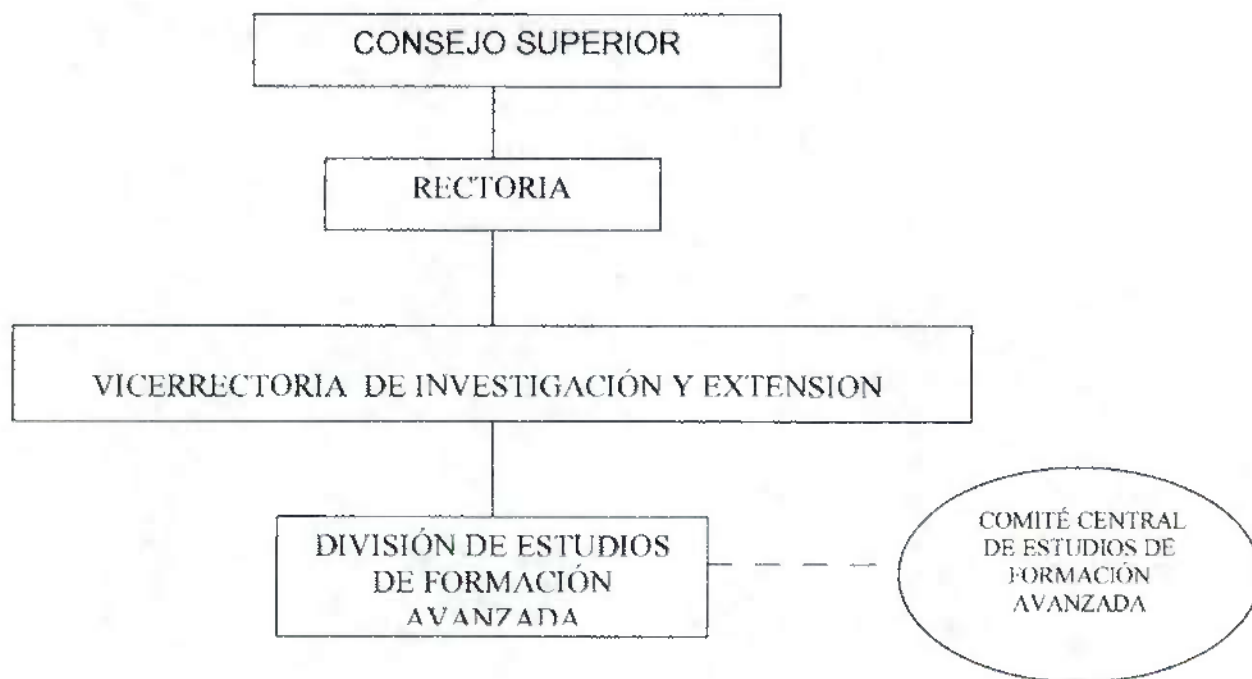 CONSEJO SUPERIOR
RECTORIA
VICERRECTORIA DE INVESTIGACIÓN Y EXTENSION
DIVISIÓN DE ESTUDIOS
DE FORMACIÓN
AVANZADA
COMITÉ CENTRAL
DE ESTUDIOS DE
FORMACIÓN
AVANZADA